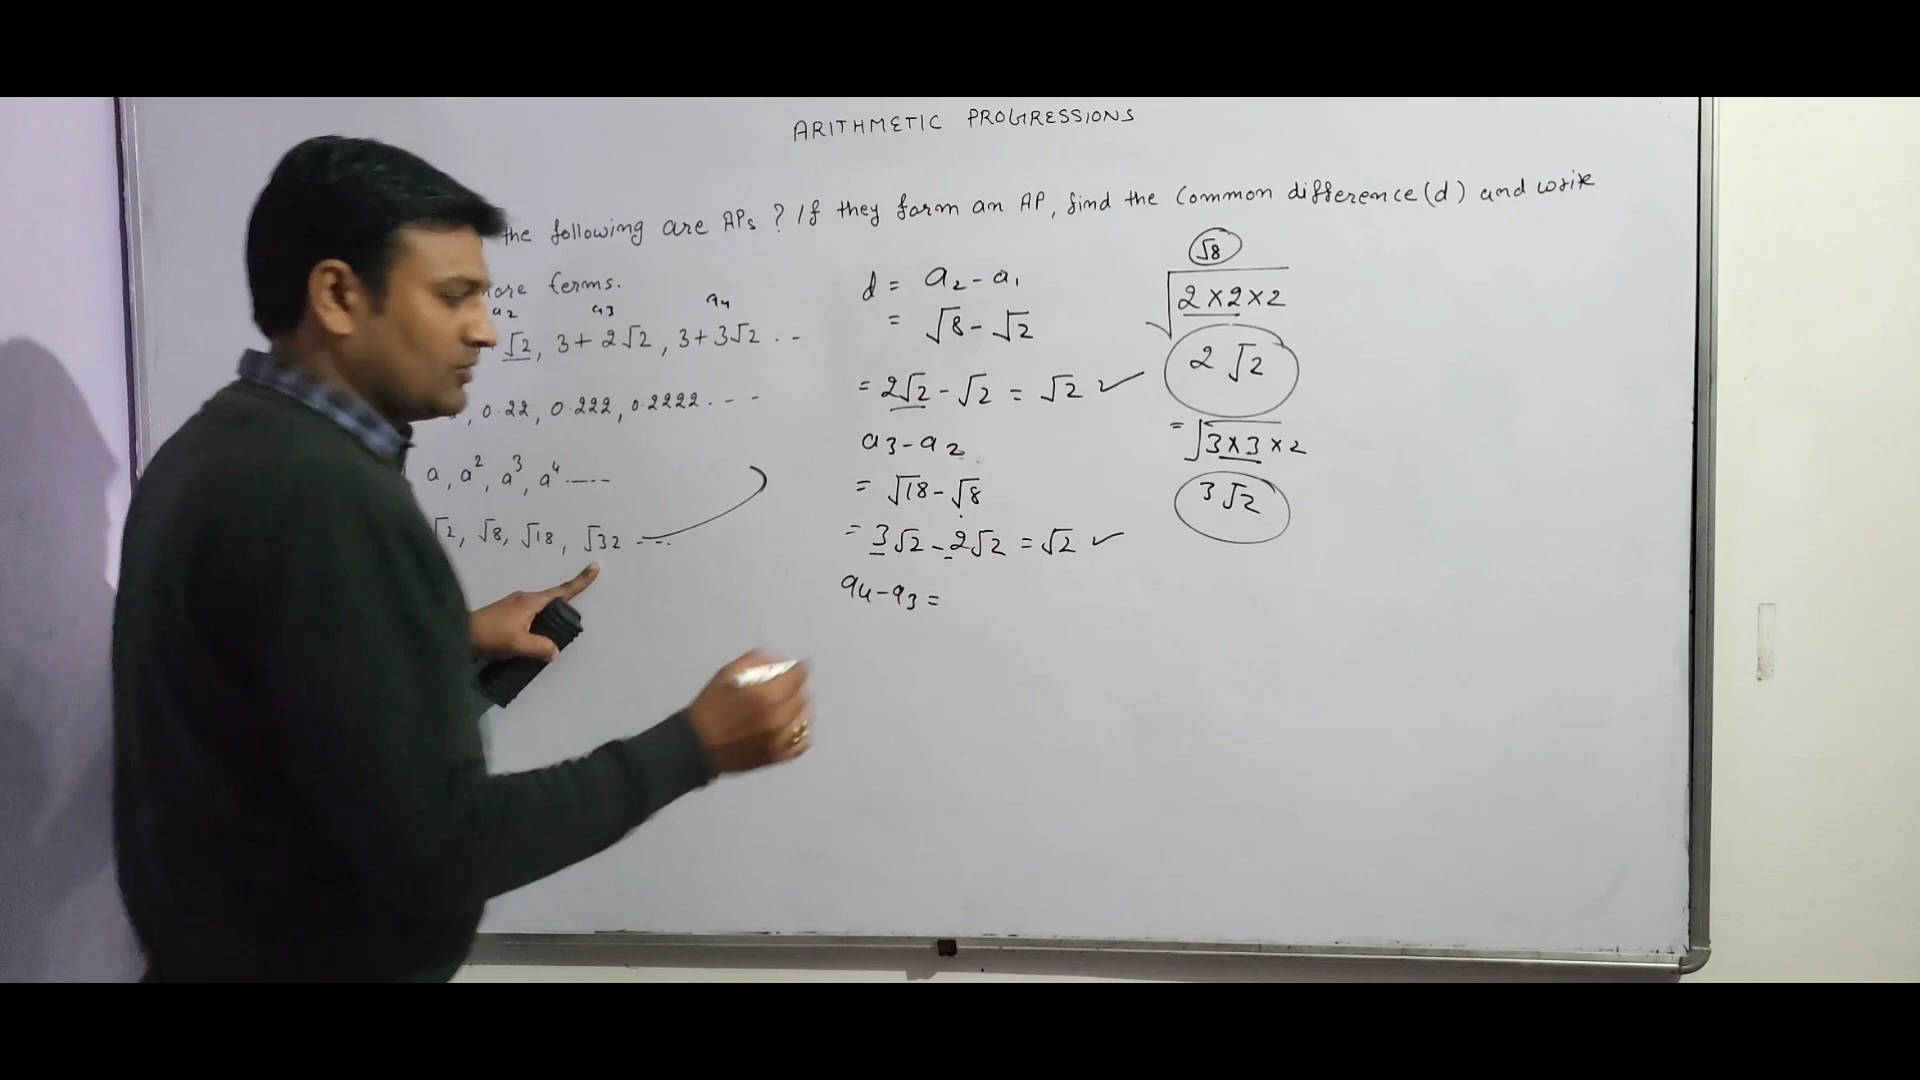 ARITHMETIC PROGRESSIONS
the following are APs ? If they form an AP, find the Common difference (d) and write
more terms.
a2 a3 a4
√2, 3+2√2, 3+3√2 . . -
, 0.22, 0.222, 0.2222. - - -
a, a², a³, a⁴ -----
√2, √8, √18, √32 - - -.
d = a₂ - a₁
= √8 - √2
= 2√2 - √2 = √2 ✓
a₃ - a₂
= √18 - √8
= 3√2 - 2√2 = √2 ✓
a₄ - a₃ =
√8
√2×2×2
2√2
= √3×3×2
3√2